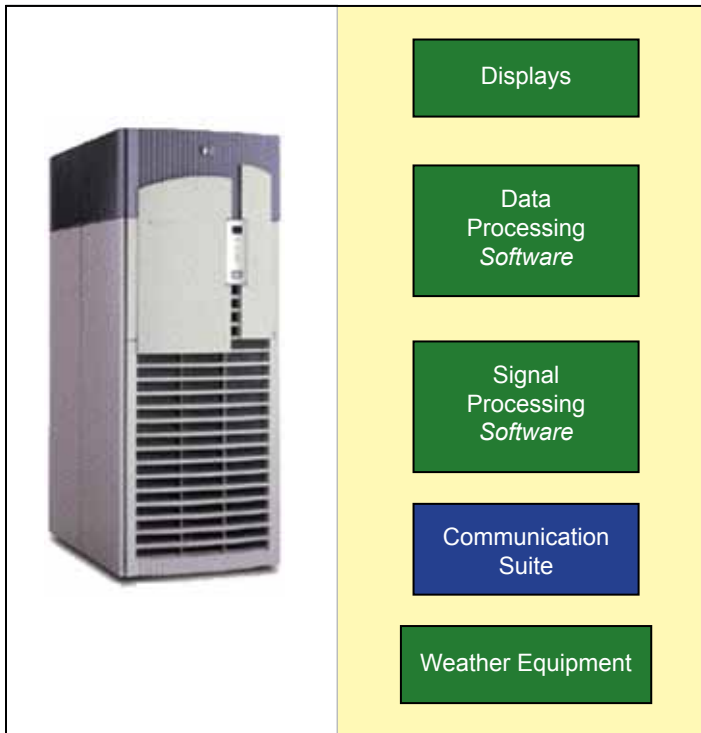 Displays
Data
Processing
Software
Signal
Processing
Software
Communication
Suite
Weather Equipment